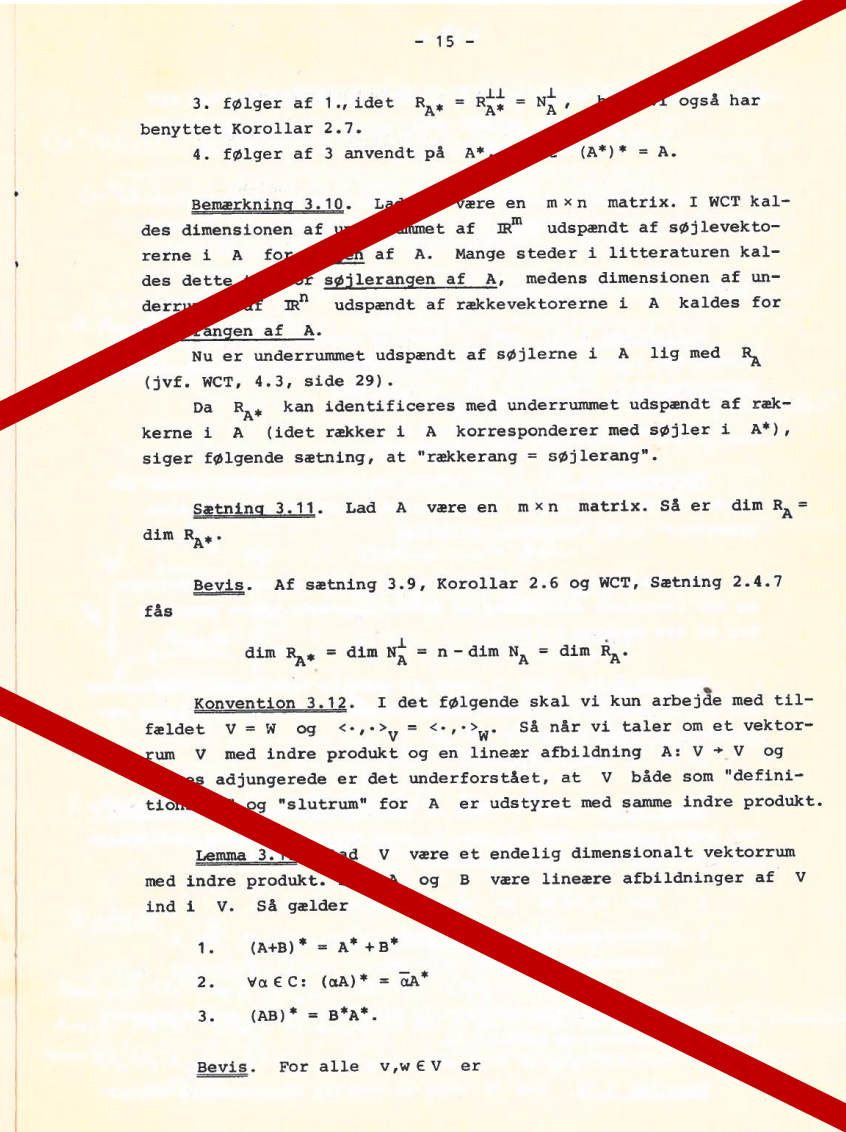 - 15 -
3. følger af 1., idet R_A* = R_A*^⊥⊥ = N_A^⊥, også har
benyttet Korollar 2.7.
4. følger af 3 anvendt på A*, (A*)* = A.
Bemærkning 3.10. være en m × n matrix. I WCT kal-
des dimensionen af af ℝ^m udspændt af søjlevekto-
rerne i A for af A. Mange steder i litteraturen kal-
des dette søjlerangen af A, medens dimensionen af un-
af ℝ^n udspændt af rækkevektorerne i A kaldes for
af A.
Nu er underrummet udspændt af søjlerne i A lig med R_A
(jvf. WCT, 4.3, side 29).
Da R_A* kan identificeres med underrummet udspændt af ræk-
kerne i A (idet rækker i A korresponderer med søjler i A*),
siger følgende sætning, at "rækkerang = søjlerang".
Sætning 3.11. Lad A være en m × n matrix. Så er dim R_A =
dim R_A*.
Bevis. Af sætning 3.9, Korollar 2.6 og WCT, Sætning 2.4.7
fås
dim R_A* = dim N_A^⊥ = n - dim N_A = dim R_A.
Konvention 3.12. I det følgende skal vi kun arbejde med til-
fældet V = W og <·,·>_V = <·,·>_W. Så når vi taler om et vektor-
rum V med indre produkt og en lineær afbildning A: V → V og
adjungerede er det underforstået, at V både som "defini-
og "slutrum" for A er udstyret med samme indre produkt.
Lemma V være et endelig dimensionalt vektorrum
med indre produkt. og B være lineære afbildninger af V
ind i V. Så gælder
1. (A+B)* = A* + B*
2. ∀α ∈ C: (αA)* = α̅A*
3. (AB)* = B*A*.
Bevis. For alle v,w ∈ V er